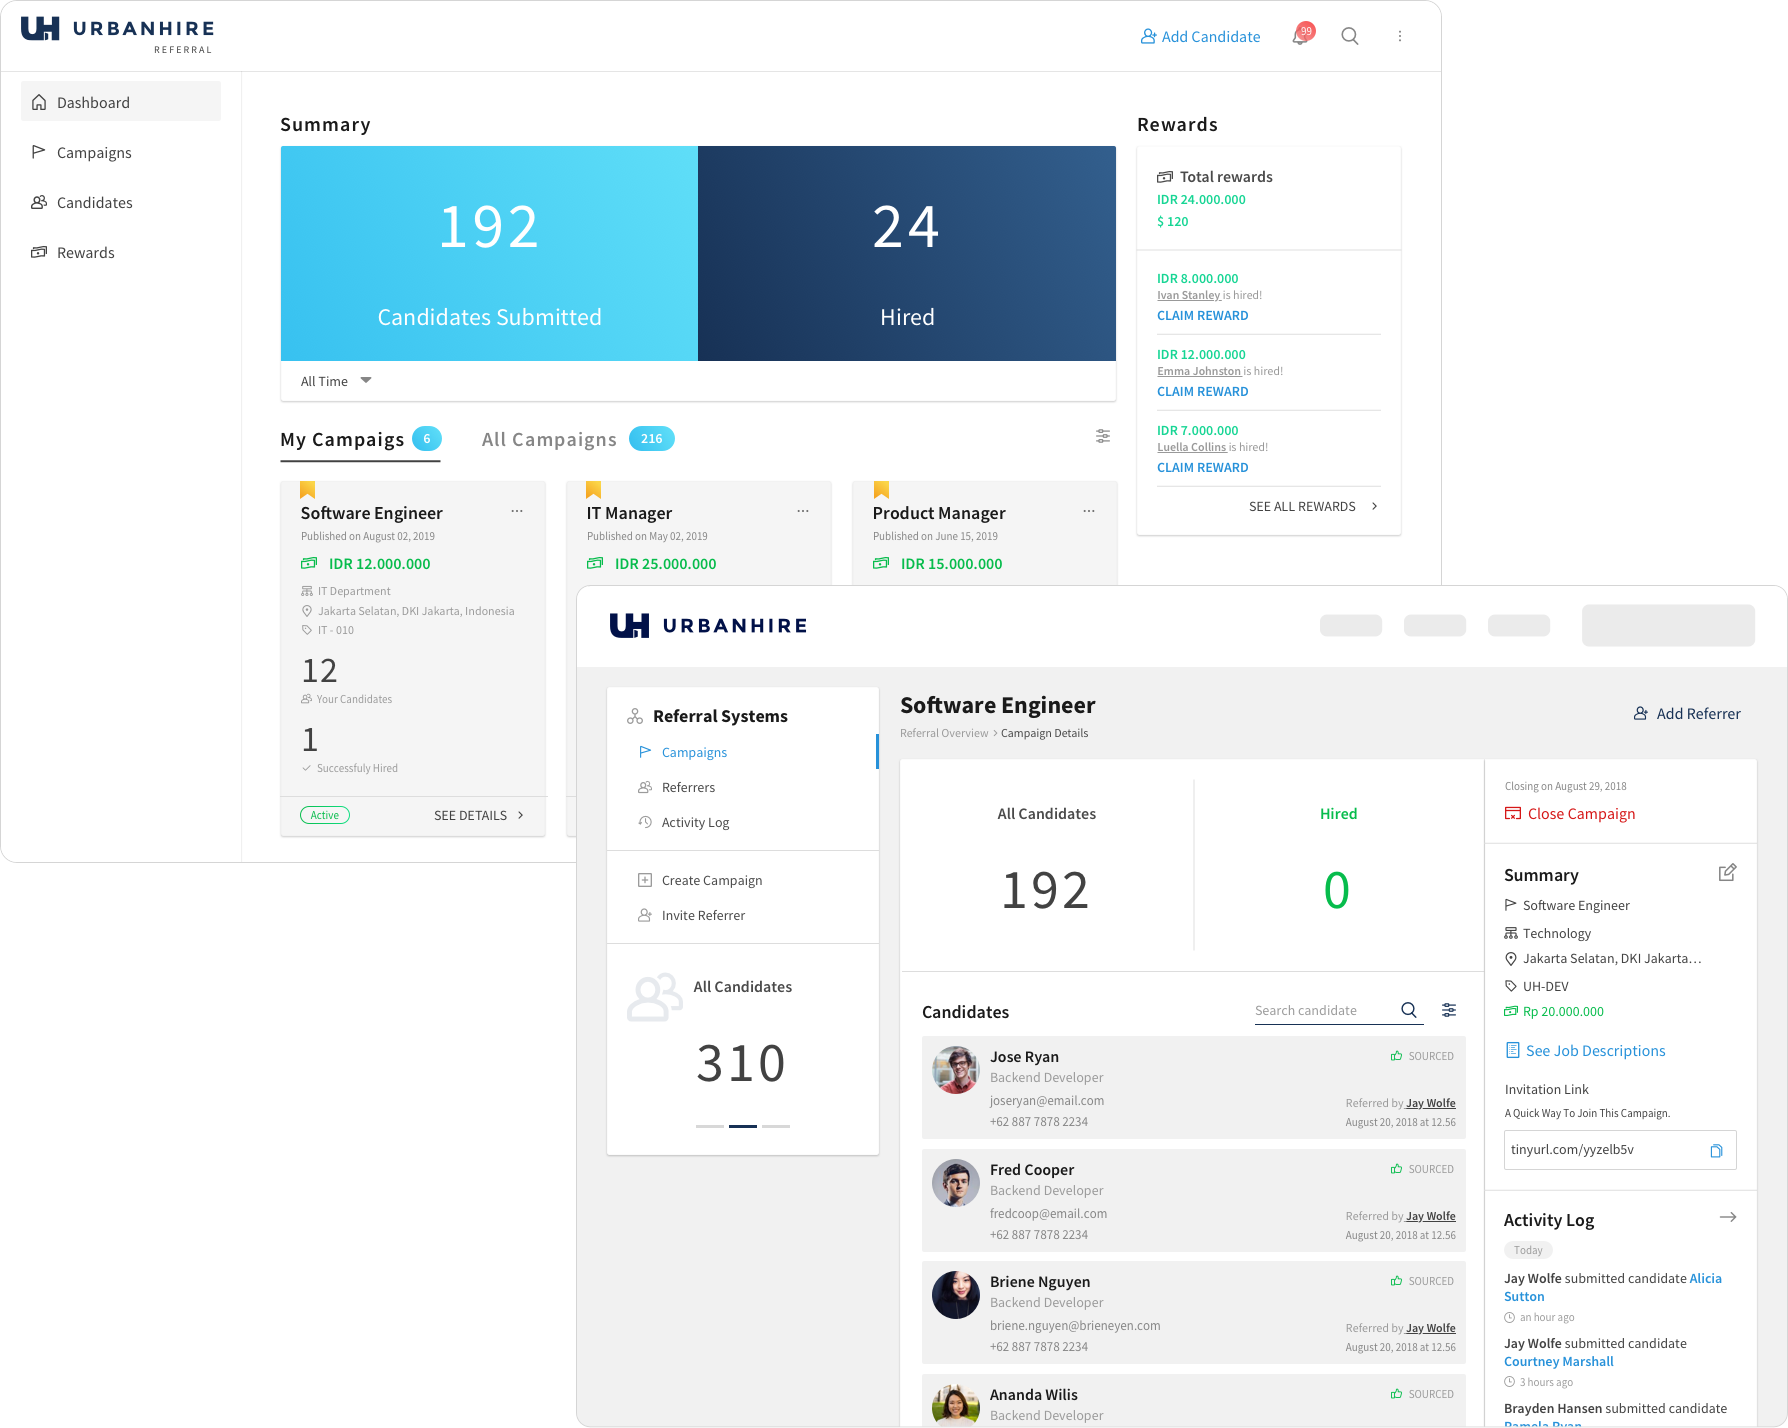 URBANHIRE
REFERRAL
Add Candidate
99
Dashboard
Campaigns
Candidates
Rewards
Summary
192
Candidates Submitted
24
Hired
All Time
My Campaigs 6
All Campaigns 216
Software Engineer
Published on August 02, 2019
IDR 12.000.000
IT Department
Jakarta Selatan, DKI Jakarta, Indonesia
IT - 010
12
Your Candidates
1
Successfuly Hired
Active
SEE DETAILS
IT Manager
Published on May 02, 2019
IDR 25.000.000
Product Manager
Published on June 15, 2019
IDR 15.000.000
Rewards
Total rewards
IDR 24.000.000
$ 120
IDR 8.000.000
Ivan Stanley is hired!
CLAIM REWARD
IDR 12.000.000
Emma Johnston is hired!
CLAIM REWARD
IDR 7.000.000
Luella Collins is hired!
CLAIM REWARD
SEE ALL REWARDS
URBANHIRE
Referral Systems
Campaigns
Referrers
Activity Log
Create Campaign
Invite Referrer
All Candidates
310
Software Engineer
Referral Overview > Campaign Details
Add Referrer
All Candidates
192
Hired
0
Candidates
Search candidate
Jose Ryan
SOURCED
Backend Developer
joseryan@email.com
Referred by Jay Wolfe
+62 887 7878 2234
August 20, 2018 at 12.56
Fred Cooper
SOURCED
Backend Developer
fredcoop@email.com
Referred by Jay Wolfe
+62 887 7878 2234
August 20, 2018 at 12.56
Briene Nguyen
SOURCED
Backend Developer
briene.nguyen@brieneyen.com
Referred by Jay Wolfe
+62 887 7878 2234
August 20, 2018 at 12.56
Ananda Wilis
SOURCED
Backend Developer
Closing on August 29, 2018
Close Campaign
Summary
Software Engineer
Technology
Jakarta Selatan, DKI Jakarta...
UH-DEV
Rp 20.000.000
See Job Descriptions
Invitation Link
A Quick Way To Join This Campaign.
tinyurl.com/yyzelb5v
Activity Log
Today
Jay Wolfe submitted candidate Alicia
Sutton
an hour ago
Jay Wolfe submitted candidate
Courtney Marshall
3 hours ago
Brayden Hansen submitted candidate
Pamela Ryan